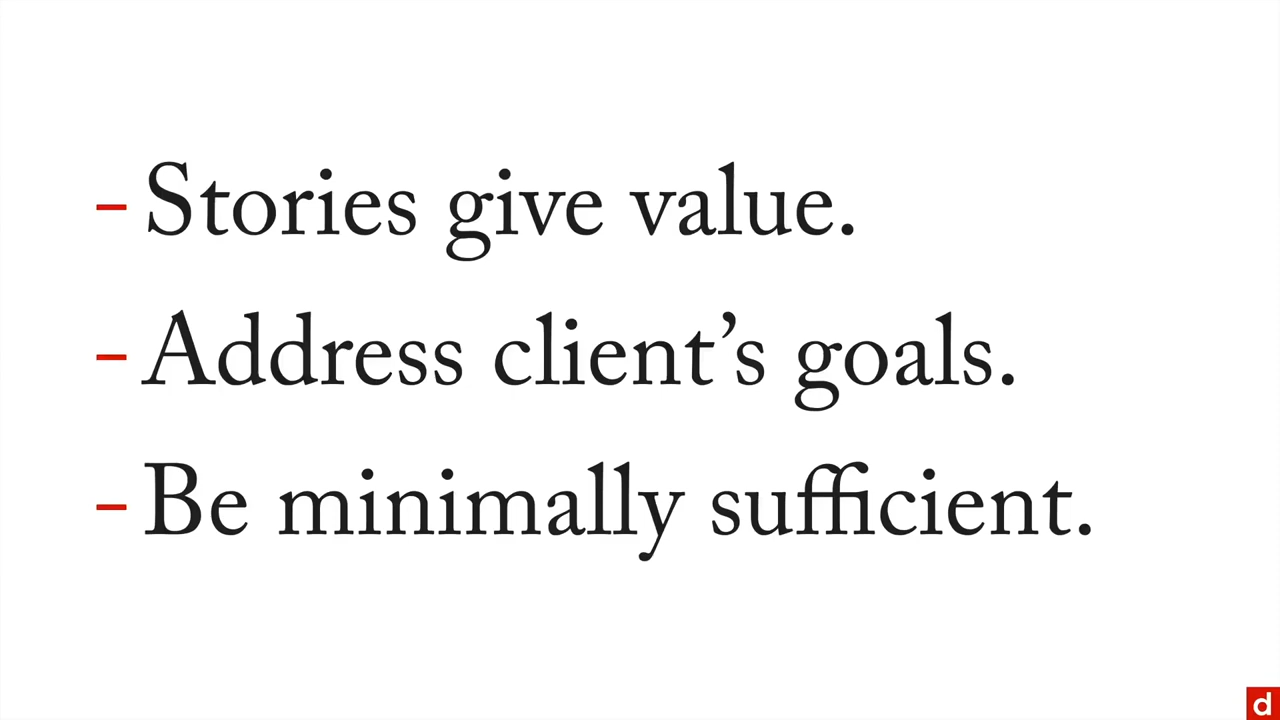 – Stories give value.
– Address client’s goals.
– Be minimally sufficient.
d